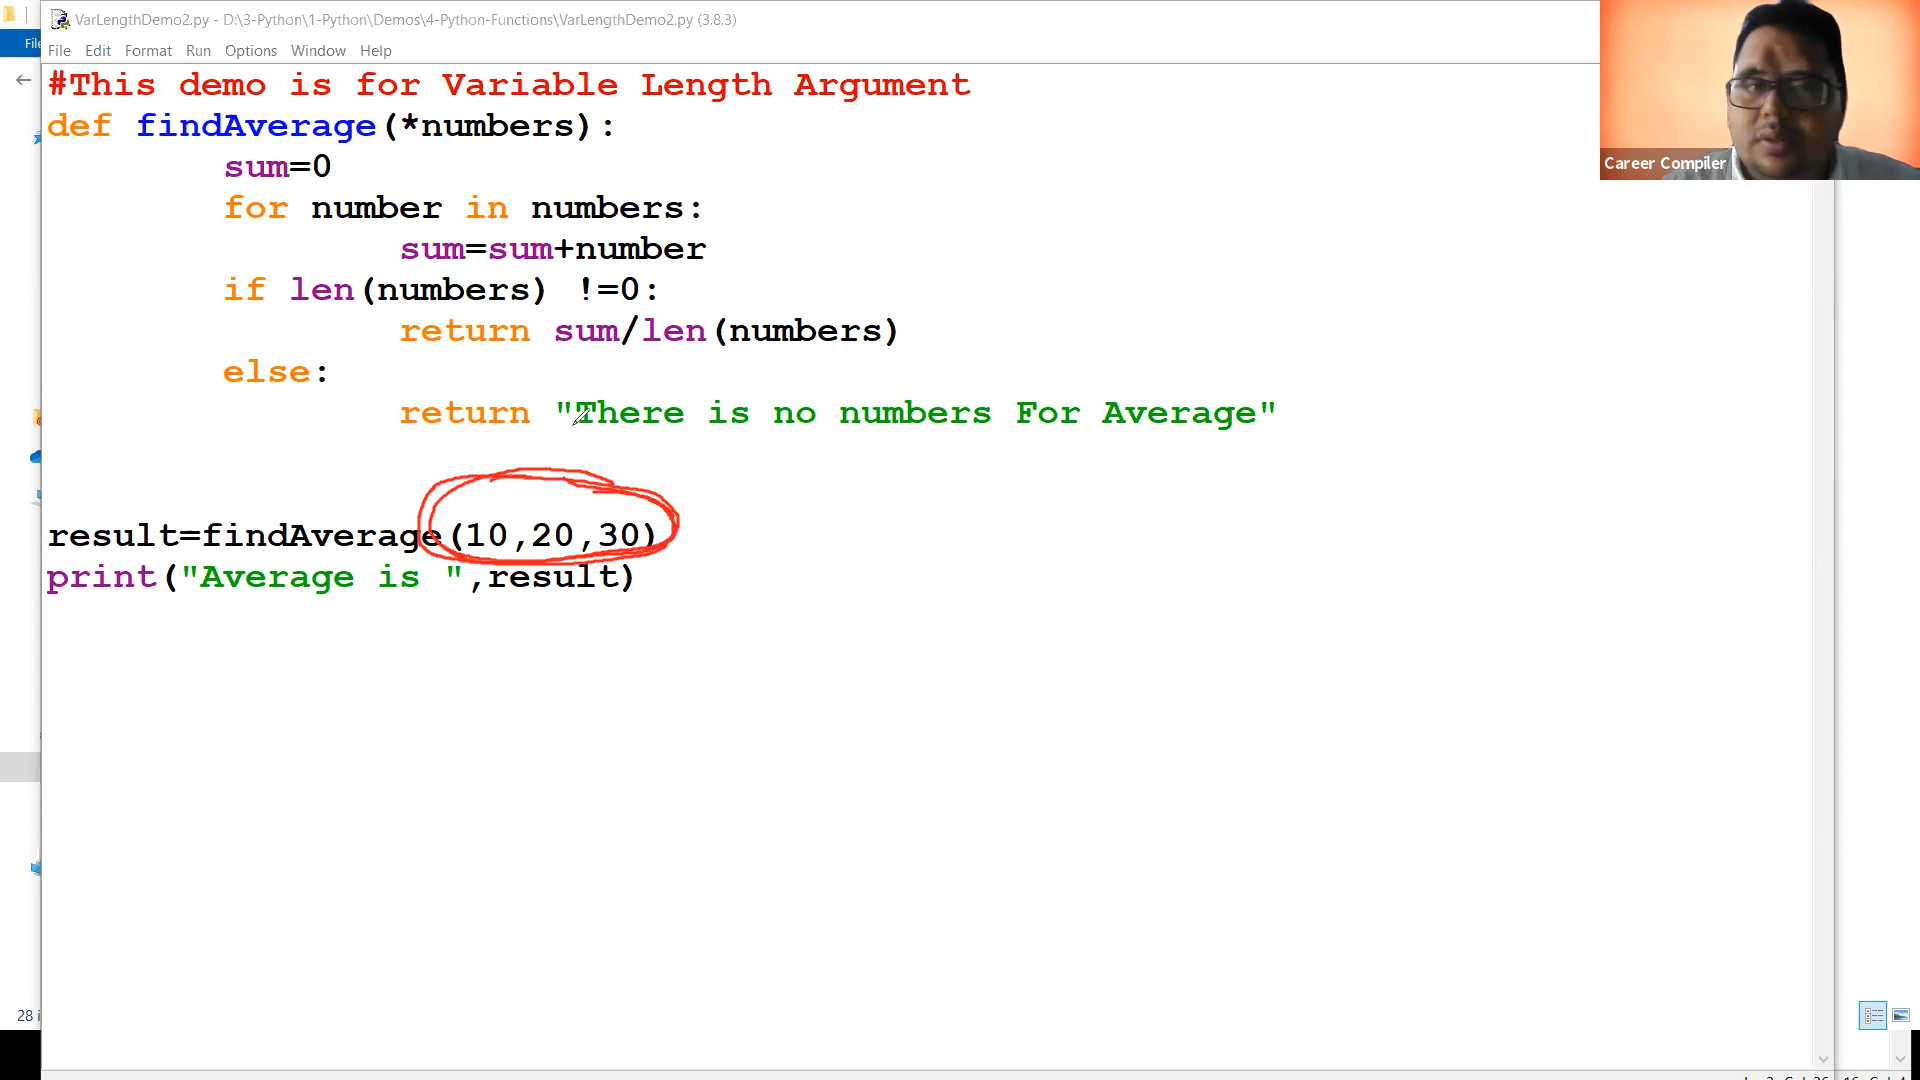 VarLengthDemo2.py - D:\3-Python\1-Python\Demos\4-Python-Functions\VarLengthDemo2.py (3.8.3)
File
File Edit Format Run Options Window Help
#This demo is for Variable Length Argument
def findAverage(*numbers):
sum=0
for number in numbers:
sum=sum+number
if len(numbers) !=0:
return sum/len(numbers)
else:
return "There is no numbers For Average"
result=findAverage(10,20,30)
print("Average is ",result)
Career Compiler
28 i